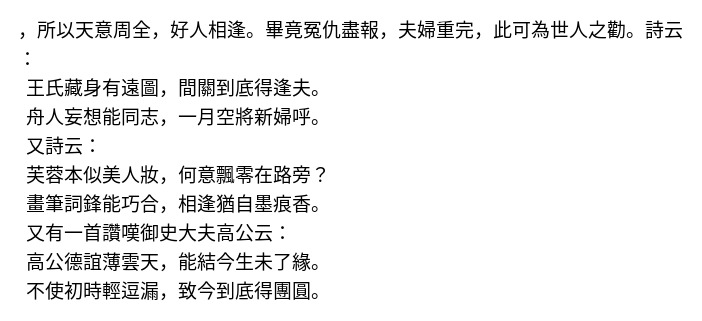 ，所以天意周全，好人相逢。畢竟冤仇盡報，夫婦重完，此可為世人之勸。詩云
：
王氏藏身有遠圖，間關到底得逢夫。
舟人妄想能同志，一月空將新婦呼。
又詩云：
芙蓉本似美人妝，何意飄零在路旁？
畫筆詞鋒能巧合，相逢猶自墨痕香。
又有一首讚嘆御史大夫高公云：
高公德誼薄雲天，能結今生未了緣。
不使初時輕逗漏，致今到底得團圓。